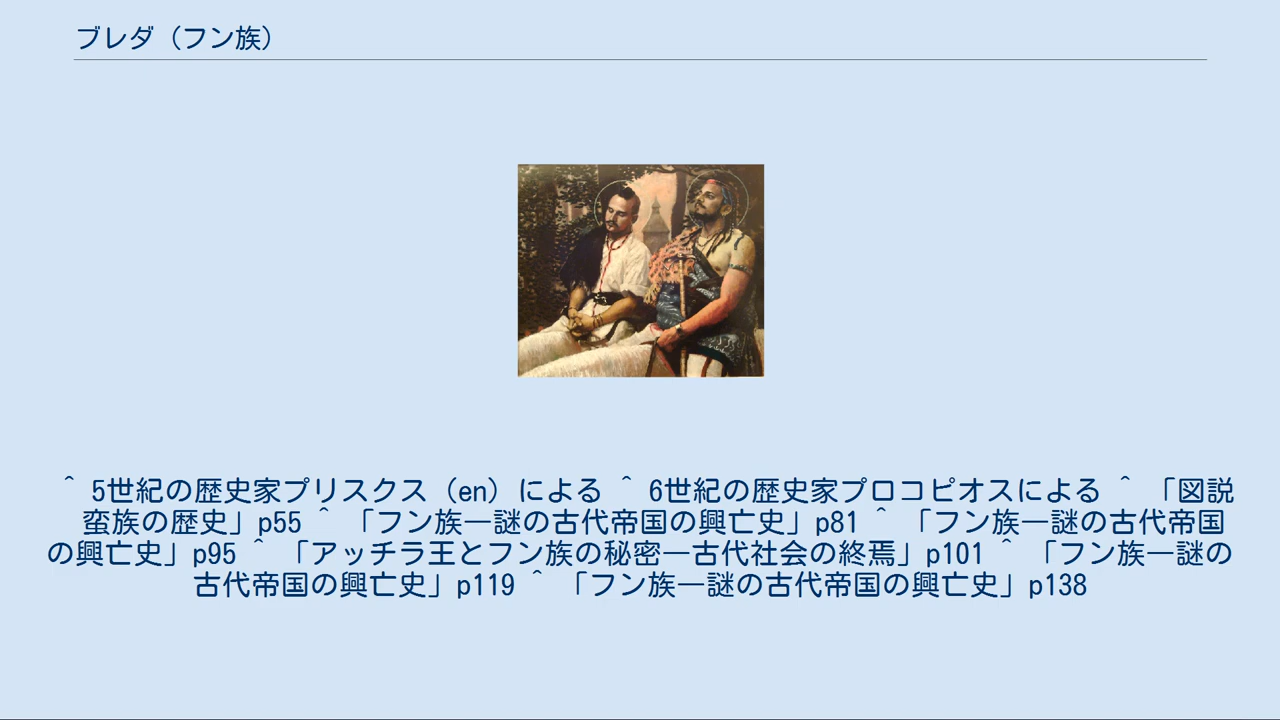 ブレダ（フン族）
^ 5世紀の歴史家プリスクス（en）による ^ 6世紀の歴史家プロコピオスによる ^ 「図説
蛮族の歴史」p55 ^ 「フン族―謎の古代帝国の興亡史」p81 ^ 「フン族―謎の古代帝国
の興亡史」p95 ^ 「アッチラ王とフン族の秘密―古代社会の終焉」p101 ^ 「フン族―謎の
古代帝国の興亡史」p119 ^ 「フン族―謎の古代帝国の興亡史」p138